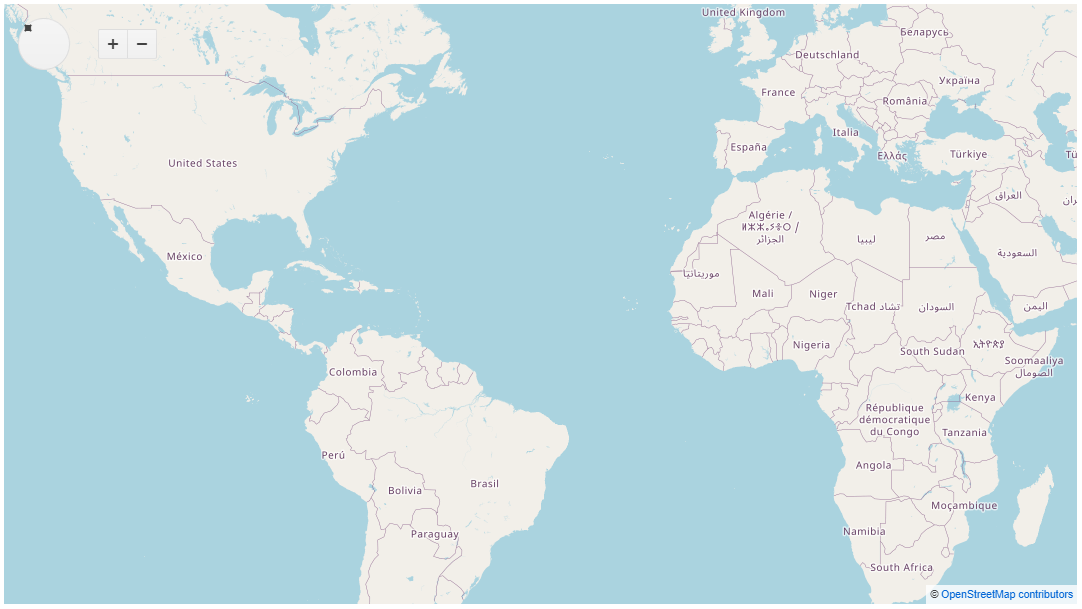 United Kingdom
Беларусь
Deutschland
Україна
France
România
Italia
España
Ελλάς
Türkiye
United States
العراق
Algérie /
ⵍⵣⵣⴰⵢⴻⵔ /
الجزائر
ليبيا
مصر
السعودية
México
موريتانيا
Mali
Niger
Tchad تشاد
السودان
اليمن
Nigeria
South Sudan
ኢትዮጵያ
Soomaaliya
الصومال
Colombia
Kenya
République
démocratique
du Congo
Tanzania
Perú
Angola
Bolivia
Brasil
Moçambique
Paraguay
Namibia
South Africa
© OpenStreetMap contributors